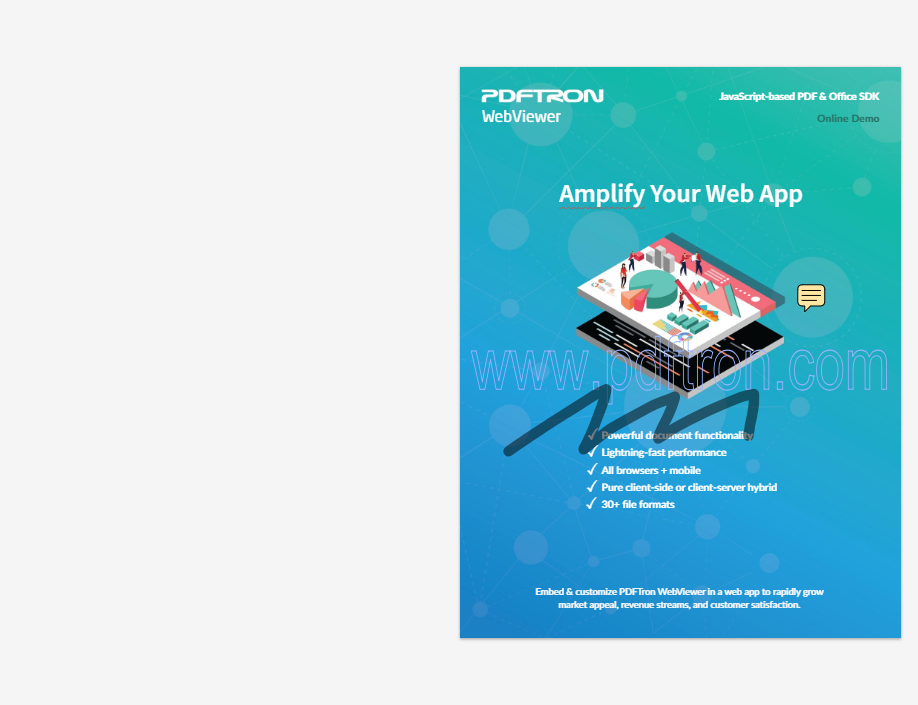 PDFTRON
WebViewer
JavaScript-based PDF & Office SDK
Online Demo
Amplify Your Web App
www.pdftron.com
✓ Powerful document functionality
✓ Lightning-fast performance
✓ All browsers + mobile
✓ Pure client-side or client-server hybrid
✓ 30+ file formats
Embed & customize PDFTron WebViewer in a web app to rapidly grow
market appeal, revenue streams, and customer satisfaction.